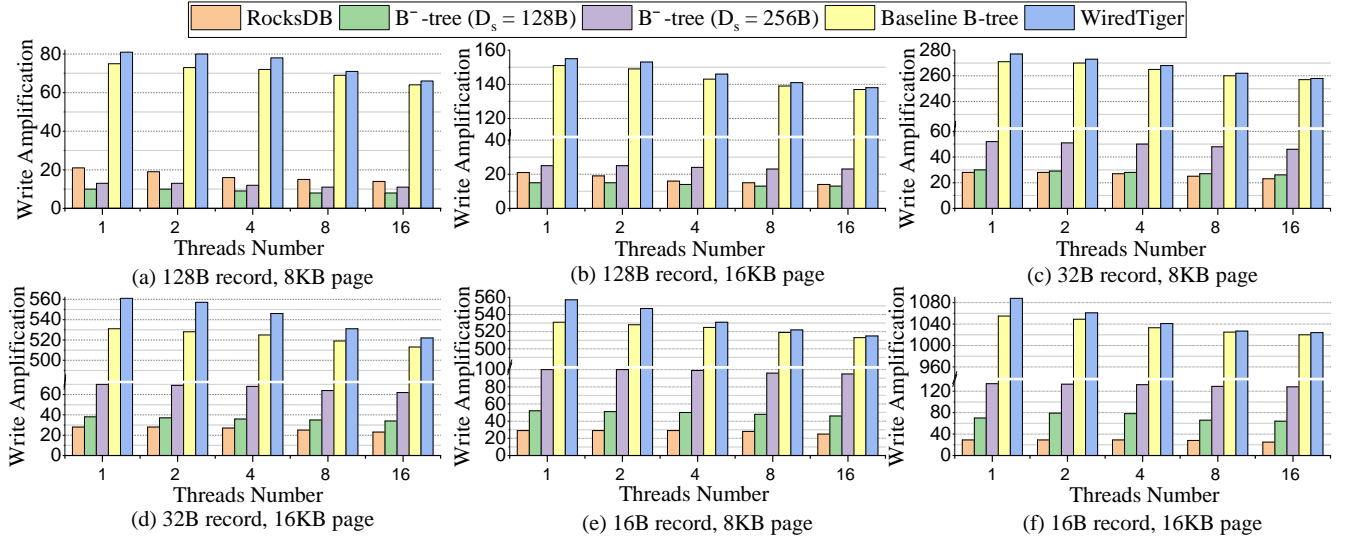 RocksDB B⁻-tree (Dₛ = 128B) B⁻-tree (Dₛ = 256B) Baseline B-tree WiredTiger
Write Amplification
80
60
40
20
0
1 2 4 8 16
Threads Number
(a) 128B record, 8KB page
Write Amplification
160
140
120
40
20
0
1 2 4 8 16
Threads Number
(b) 128B record, 16KB page
Write Amplification
280
260
240
60
40
20
0
1 2 4 8 16
Threads Number
(c) 32B record, 8KB page
Write Amplification
560
530
500
60
40
20
0
1 2 4 8 16
Threads Number
(d) 32B record, 16KB page
Write Amplification
560
540
520
500
100
80
60
40
20
0
1 2 4 8 16
Threads Number
(e) 16B record, 8KB page
Write Amplification
1080
1040
1000
960
120
80
40
0
1 2 4 8 16
Threads Number
(f) 16B record, 16KB page